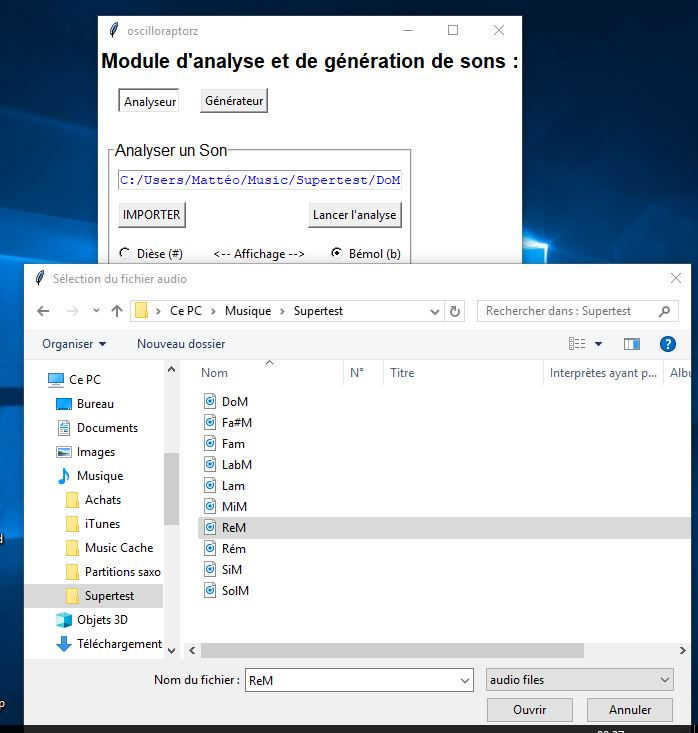 oscilloraptorz
Module d'analyse et de génération de sons :
Analyseur Générateur
Analyser un Son
C:/Users/Mattéo/Music/Supertest/DoM
IMPORTER Lancer l'analyse
Dièse (#) <-- Affichage --> Bémol (b)
Sélection du fichier audio
Ce PC > Musique > Supertest Rechercher dans : Supertest
Organiser Nouveau dossier
Nom N° Titre Interprètes ayant p... Albu
Ce PC
Bureau
Documents
Images
Musique
Achats
iTunes
Music Cache
Partitions saxo
Supertest
Objets 3D
Téléchargement
DoM
Fa#M
Fam
LabM
Lam
MiM
ReM
Rém
SiM
SolM
Nom du fichier : ReM audio files
Ouvrir Annuler